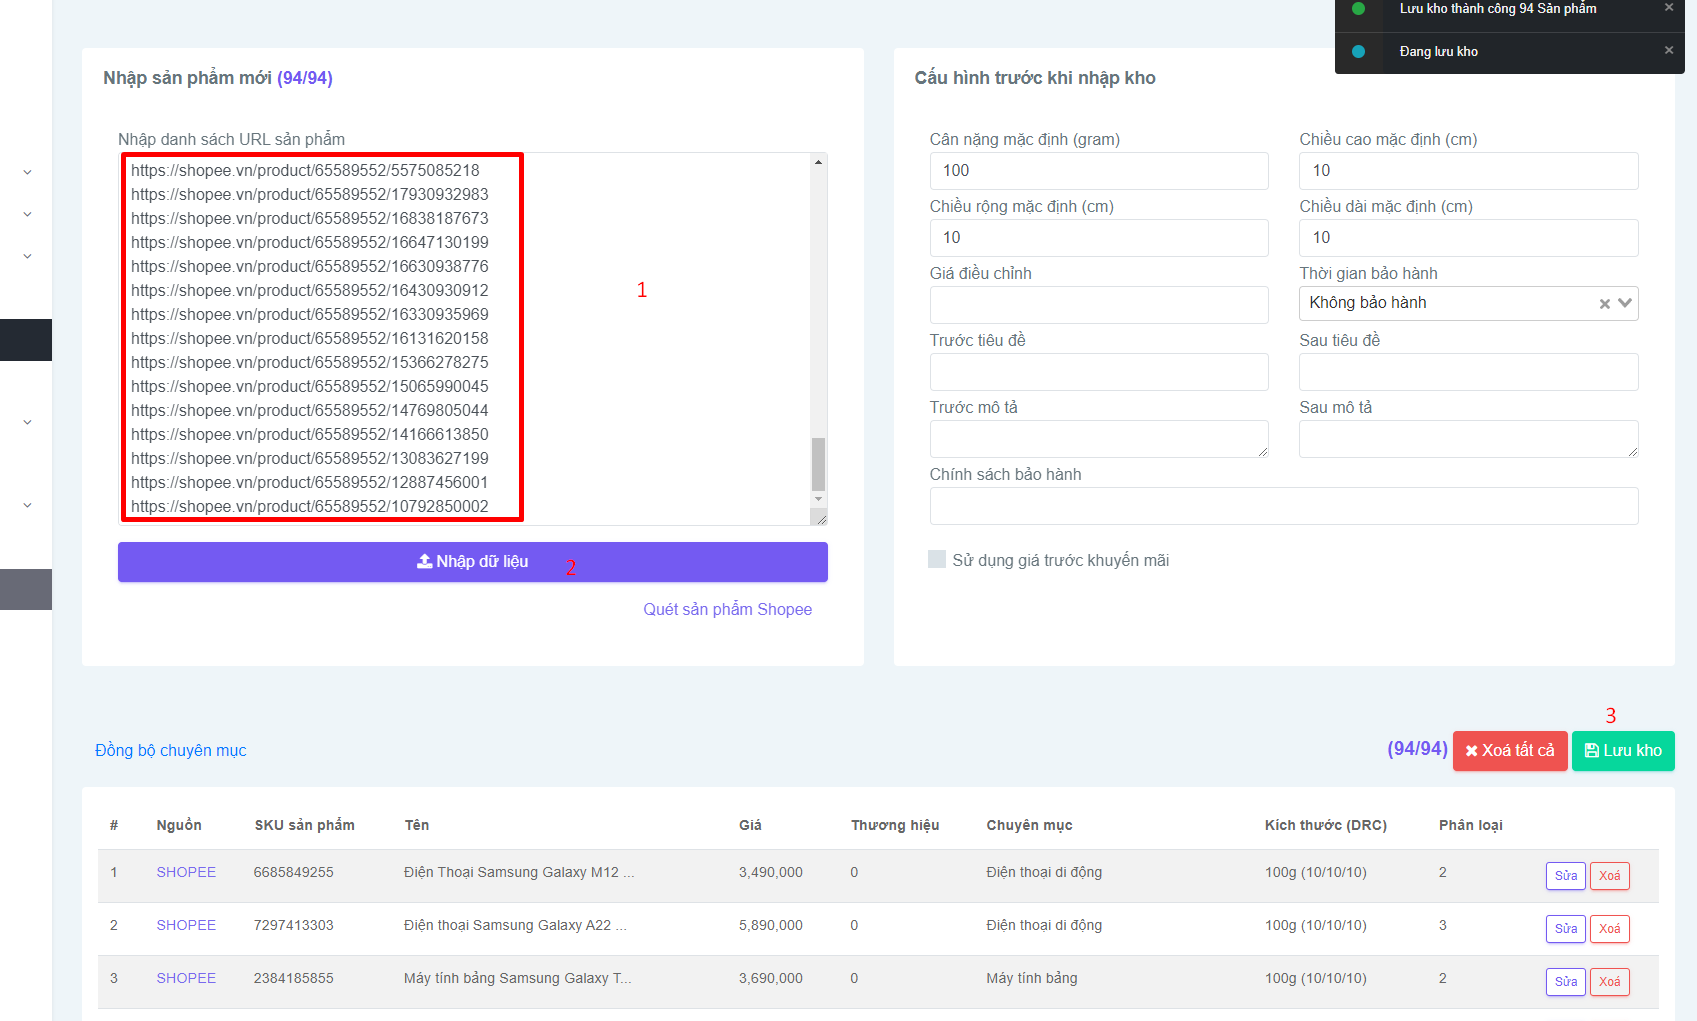 Lưu kho thành công 94 Sản phẩm
Đang lưu kho
Nhập sản phẩm mới (94/94)
Nhập danh sách URL sản phẩm
https://shopee.vn/product/65589552/5575085218
https://shopee.vn/product/65589552/17930932983
https://shopee.vn/product/65589552/16838187673
https://shopee.vn/product/65589552/16647130199
https://shopee.vn/product/65589552/16630938776
https://shopee.vn/product/65589552/16430930912
https://shopee.vn/product/65589552/16330935969
https://shopee.vn/product/65589552/16131620158
https://shopee.vn/product/65589552/15366278275
https://shopee.vn/product/65589552/15065990045
https://shopee.vn/product/65589552/14769805044
https://shopee.vn/product/65589552/14166613850
https://shopee.vn/product/65589552/13083627199
https://shopee.vn/product/65589552/12887456001
https://shopee.vn/product/65589552/10792850002
1
Nhập dữ liệu 2
Quét sản phẩm Shopee
Cấu hình trước khi nhập kho
Cân nặng mặc định (gram) Chiều cao mặc định (cm)
100 10
Chiều rộng mặc định (cm) Chiều dài mặc định (cm)
10 10
Giá điều chỉnh Thời gian bảo hành
Không bảo hành
Trước tiêu đề Sau tiêu đề
Trước mô tả Sau mô tả
Chính sách bảo hành
Sử dụng giá trước khuyến mãi
3
Đồng bộ chuyên mục (94/94) Xoá tất cả Lưu kho
# Nguồn SKU sản phẩm Tên Giá Thương hiệu Chuyên mục Kích thước (DRC) Phân loại
1 SHOPEE 6685849255 Điện Thoại Samsung Galaxy M12 ... 3,490,000 0 Điện thoại di động 100g (10/10/10) 2 Sửa Xoá
2 SHOPEE 7297413303 Điện thoại Samsung Galaxy A22 ... 5,890,000 0 Điện thoại di động 100g (10/10/10) 3 Sửa Xoá
3 SHOPEE 2384185855 Máy tính bảng Samsung Galaxy T... 3,690,000 0 Máy tính bảng 100g (10/10/10) 2 Sửa Xoá